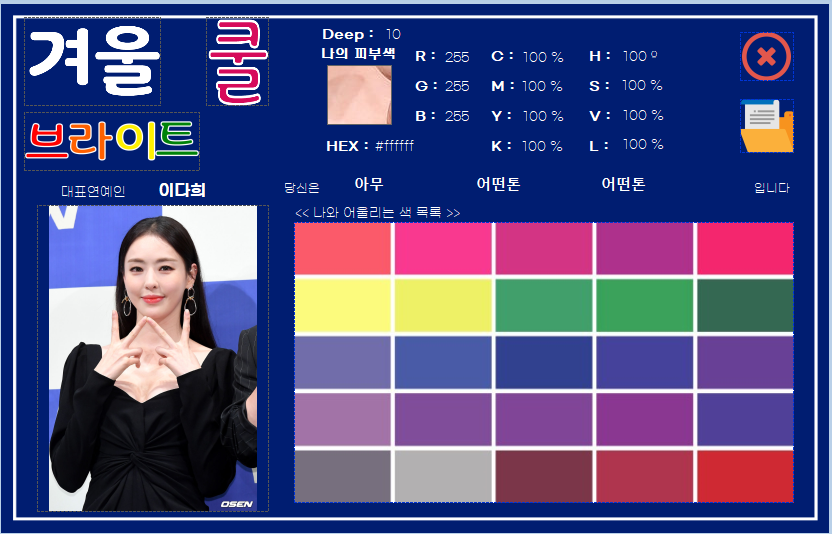 겨울 쿨
브라이트
Deep : 10
나의 피부색
R : 255 C : 100 % H : 100 º
G : 255 M : 100 % S : 100 %
B : 255 Y : 100 % V : 100 %
HEX : #ffffff K : 100 % L : 100 %
대표연예인 이다희
당신은 아무 어떤톤 어떤톤 입니다
<< 나와 어울리는 색 목록 >>
OSEN